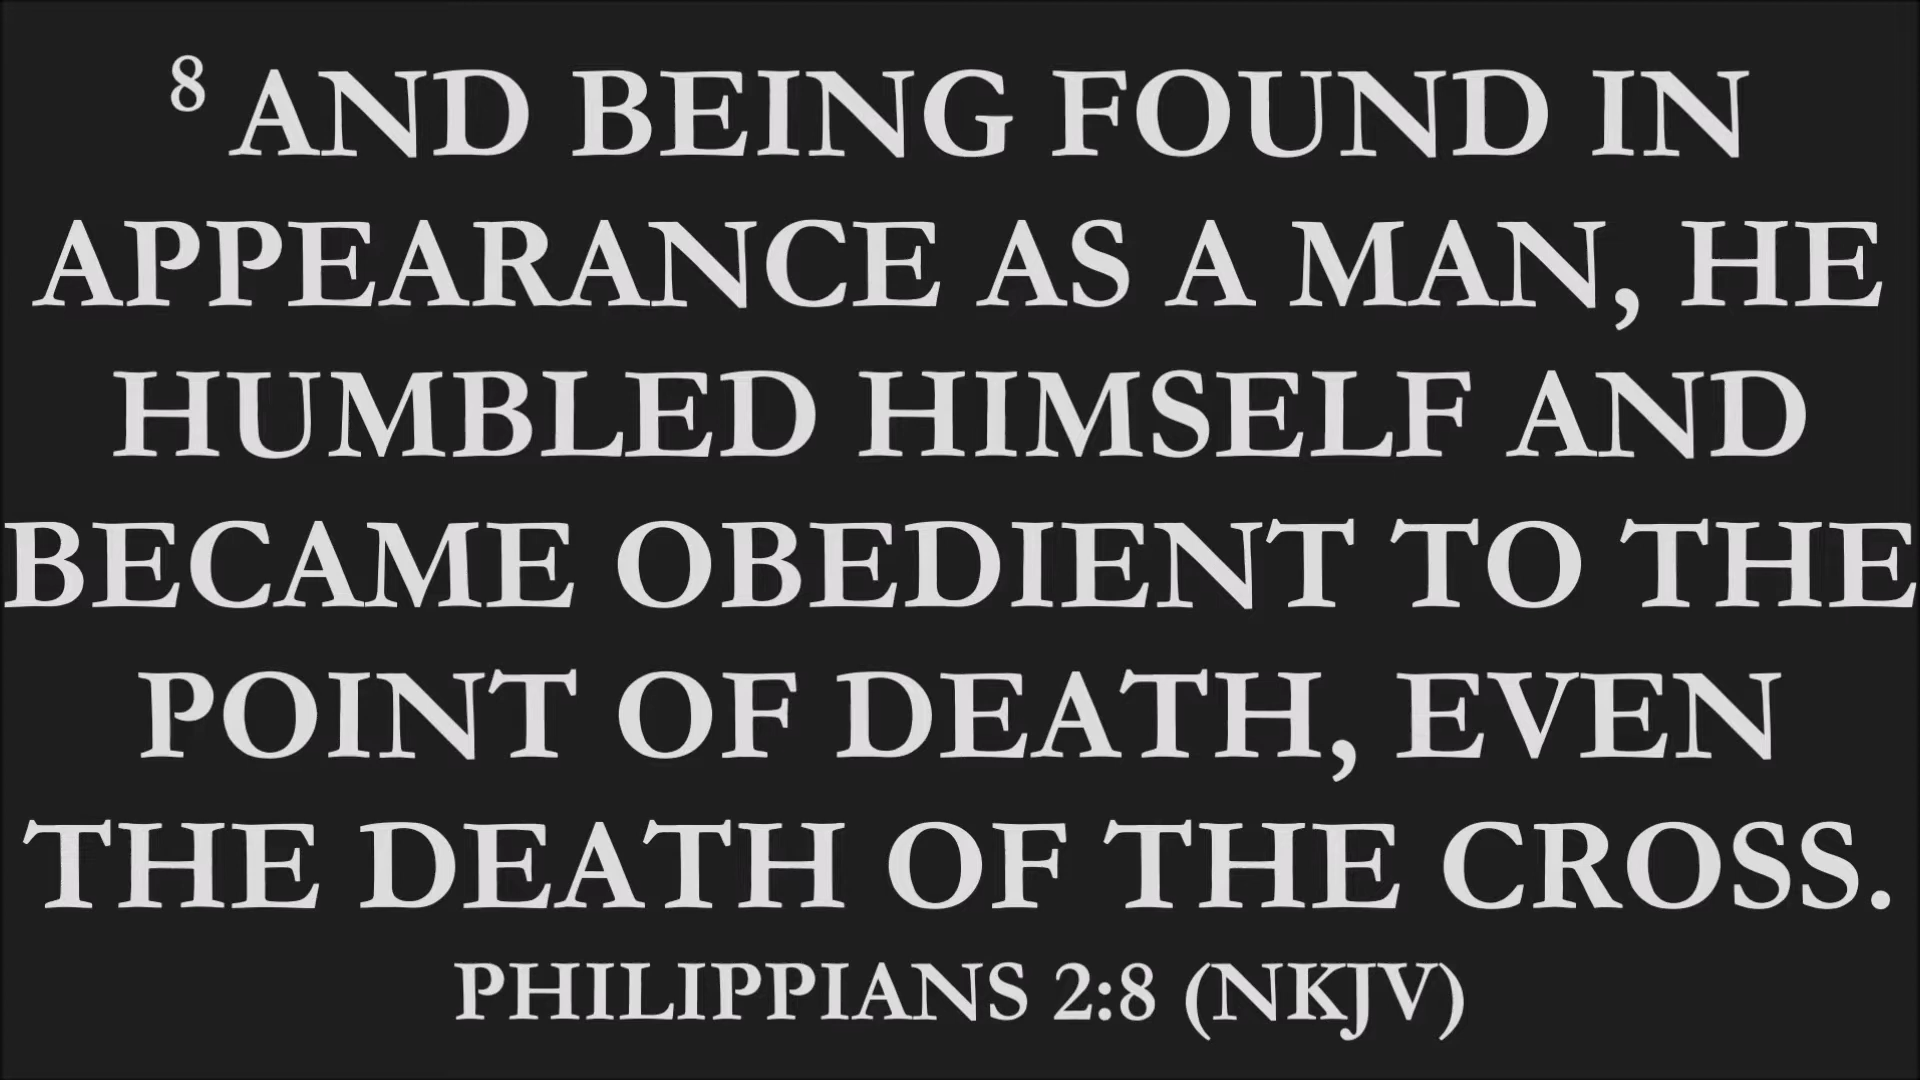 8 AND BEING FOUND IN
APPEARANCE AS A MAN, HE
HUMBLED HIMSELF AND
BECAME OBEDIENT TO THE
POINT OF DEATH, EVEN
THE DEATH OF THE CROSS.
PHILIPPIANS 2:8 (NKJV)